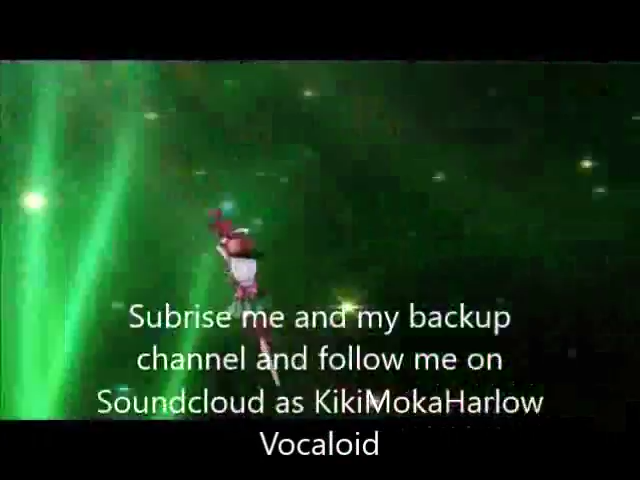 Subrise me and my backup
channel and follow me on
Soundcloud as KikiMokaHarlow
Vocaloid